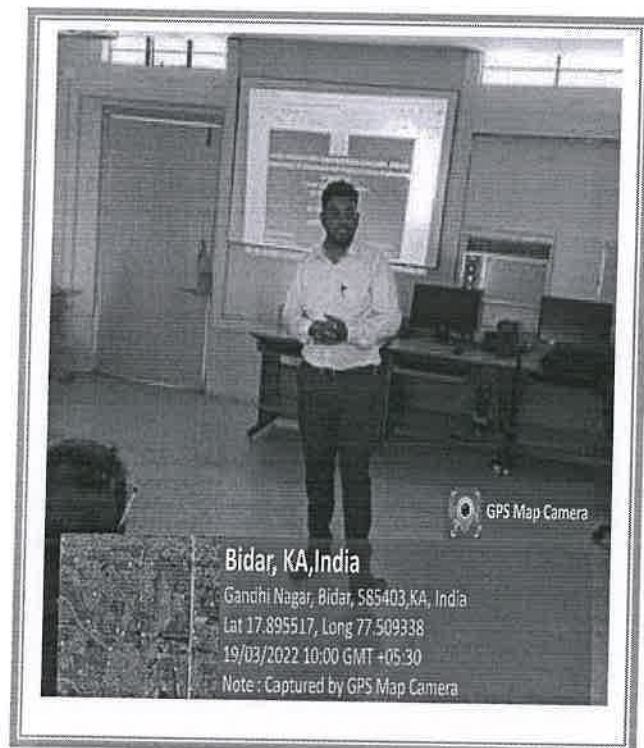 GPS Map Camera
Bidar, KA,India
Gandhi Nagar, Bidar, 585403,KA, India
Lat 17.895517, Long 77.509338
19/03/2022 10:00 GMT +05:30
Note : Captured by GPS Map Camera